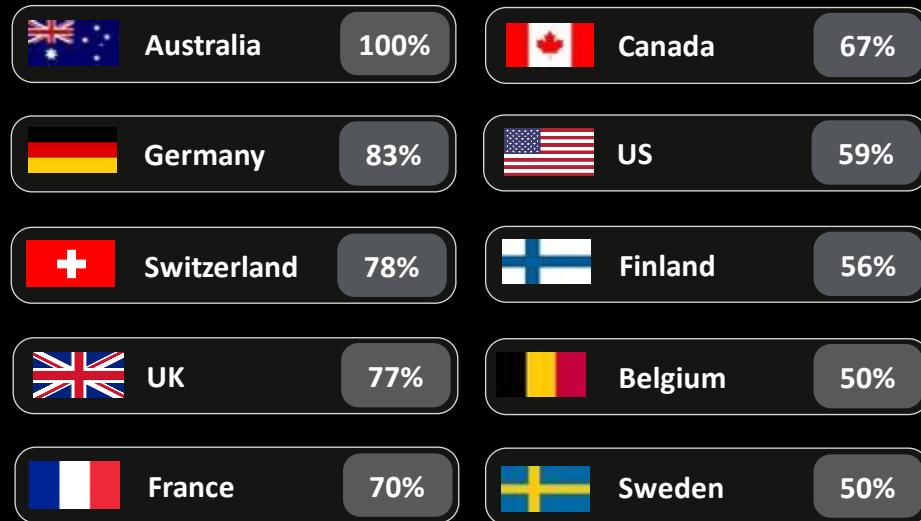 Australia 100%
Germany 83%
Switzerland 78%
UK 77%
France 70%
Canada 67%
US 59%
Finland 56%
Belgium 50%
Sweden 50%